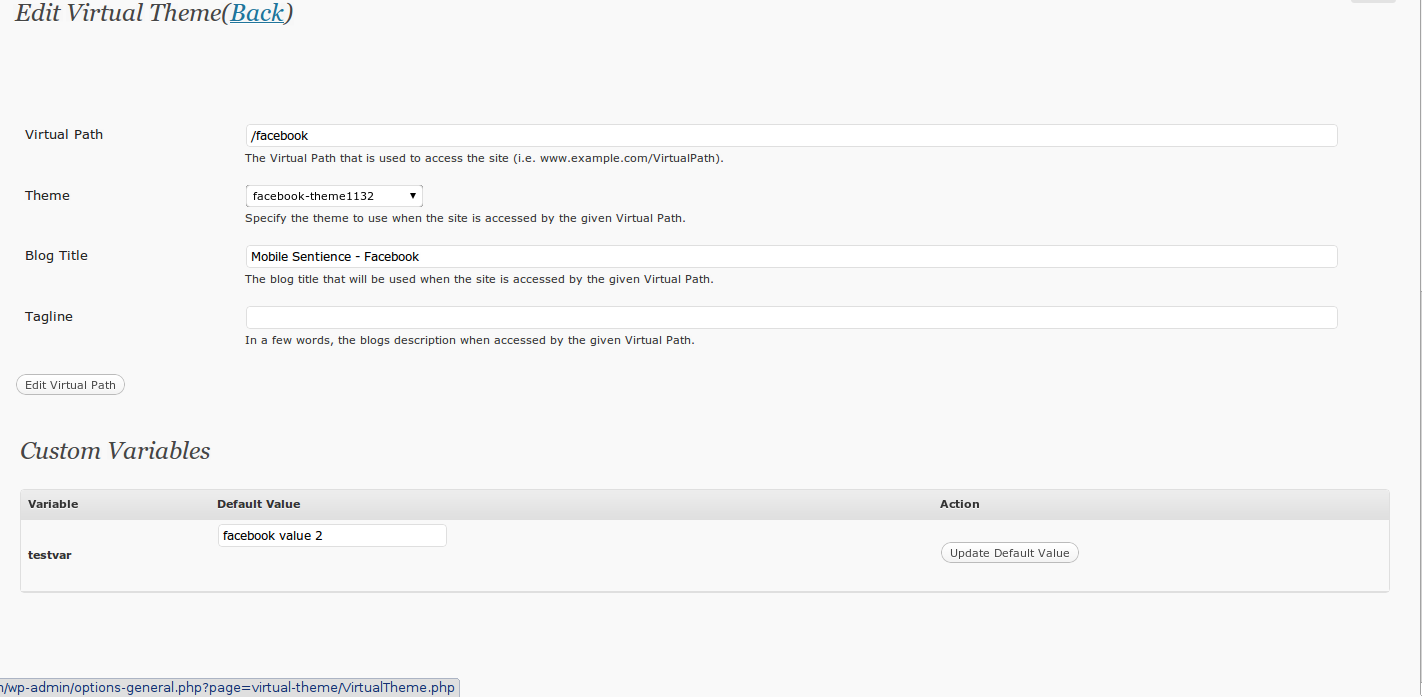 Edit Virtual Theme(Back)
Virtual Path
/facebook
The Virtual Path that is used to access the site (i.e. www.example.com/VirtualPath).
Theme
facebook-theme1132
Specify the theme to use when the site is accessed by the given Virtual Path.
Blog Title
Mobile Sentience - Facebook
The blog title that will be used when the site is accessed by the given Virtual Path.
Tagline
In a few words, the blogs description when accessed by the given Virtual Path.
Edit Virtual Path
Custom Variables
Variable Default Value Action
facebook value 2
testvar Update Default Value
/wp-admin/options-general.php?page=virtual-theme/VirtualTheme.php